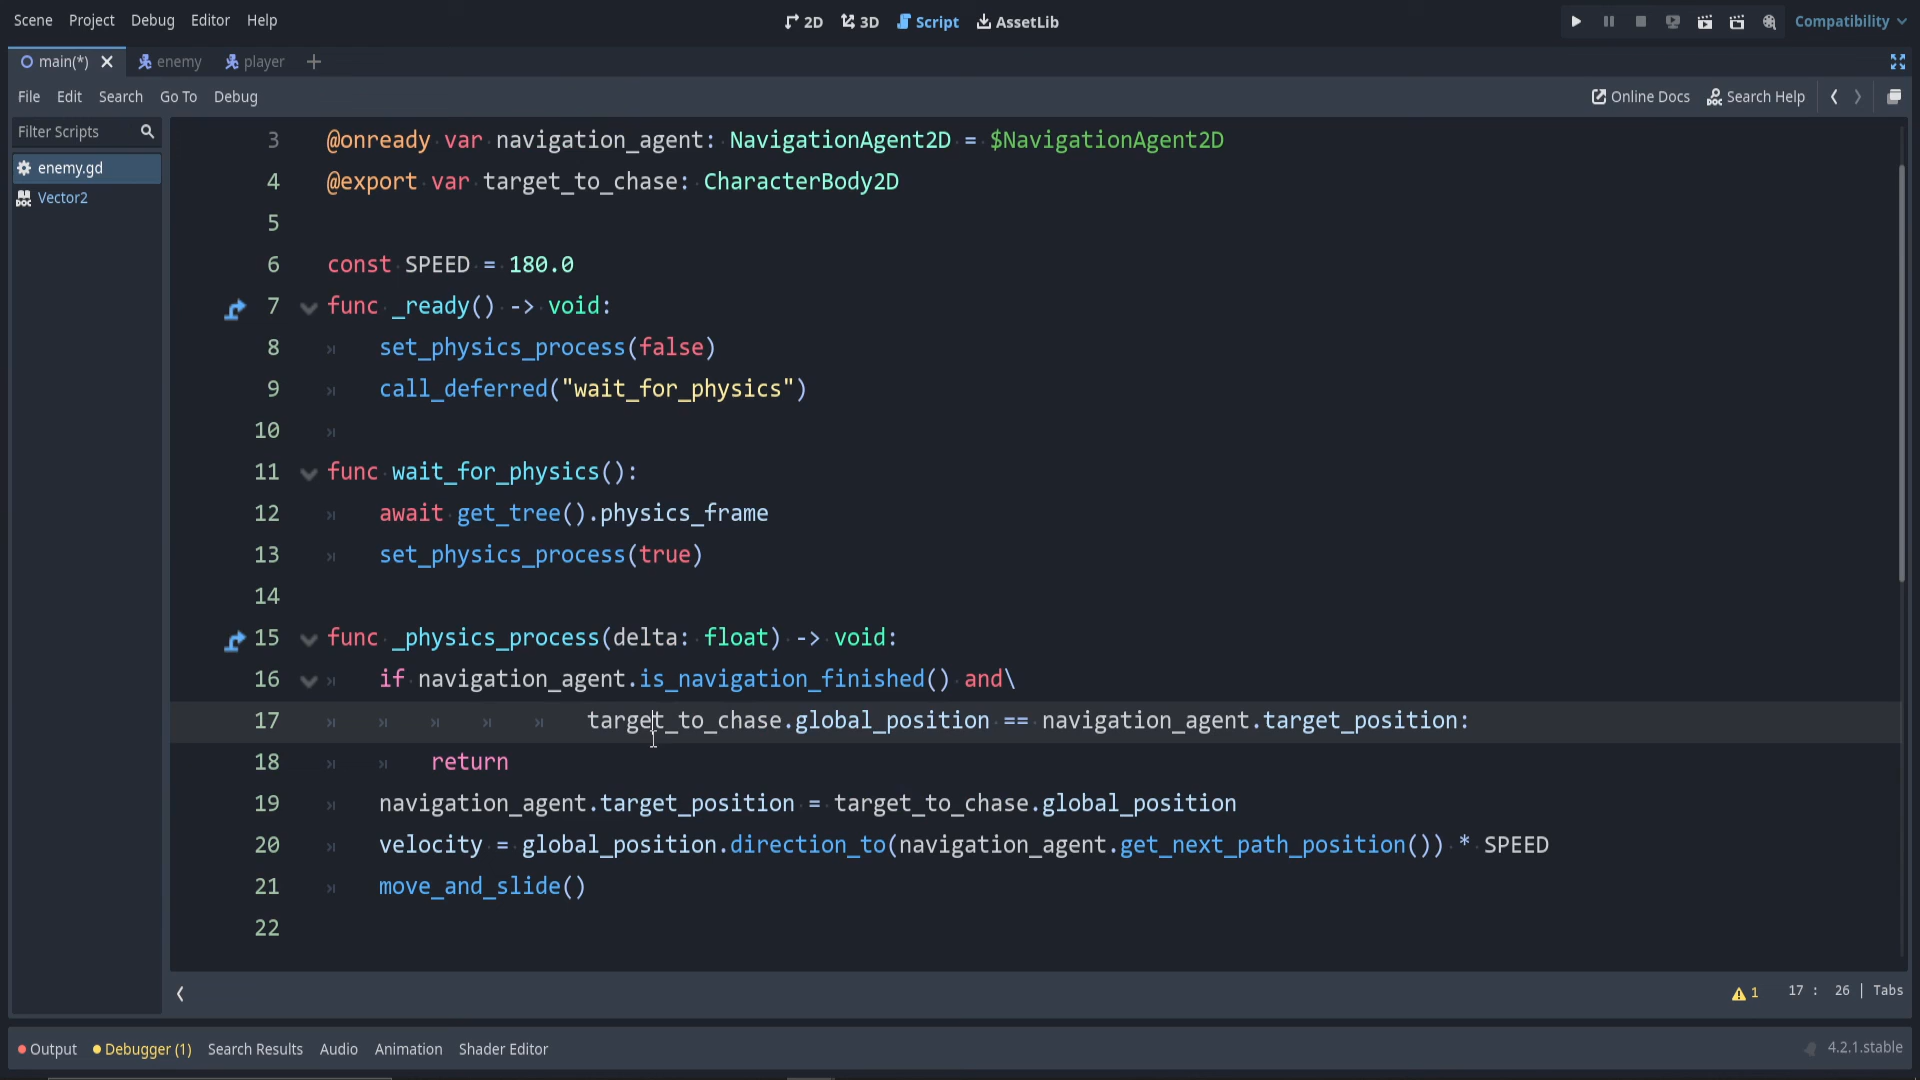 Scene Project Debug Editor Help 2D 3D Script AssetLib Compatibility
main(*) enemy player
File Edit Search Go To Debug Online Docs Search Help
Filter Scripts
enemy.gd
Vector2
3 @onready var navigation_agent: NavigationAgent2D = $NavigationAgent2D
4 @export var target_to_chase: CharacterBody2D
5
6 const SPEED = 180.0
7 func _ready() -> void:
8 set_physics_process(false)
9 call_deferred("wait_for_physics")
10
11 func wait_for_physics():
12 await get_tree().physics_frame
13 set_physics_process(true)
14
15 func _physics_process(delta: float) -> void:
16 if navigation_agent.is_navigation_finished() and\
17 target_to_chase.global_position == navigation_agent.target_position:
18 return
19 navigation_agent.target_position = target_to_chase.global_position
20 velocity = global_position.direction_to(navigation_agent.get_next_path_position()) * SPEED
21 move_and_slide()
22
1 17 : 26 | Tabs
Output Debugger (1) Search Results Audio Animation Shader Editor 4.2.1.stable